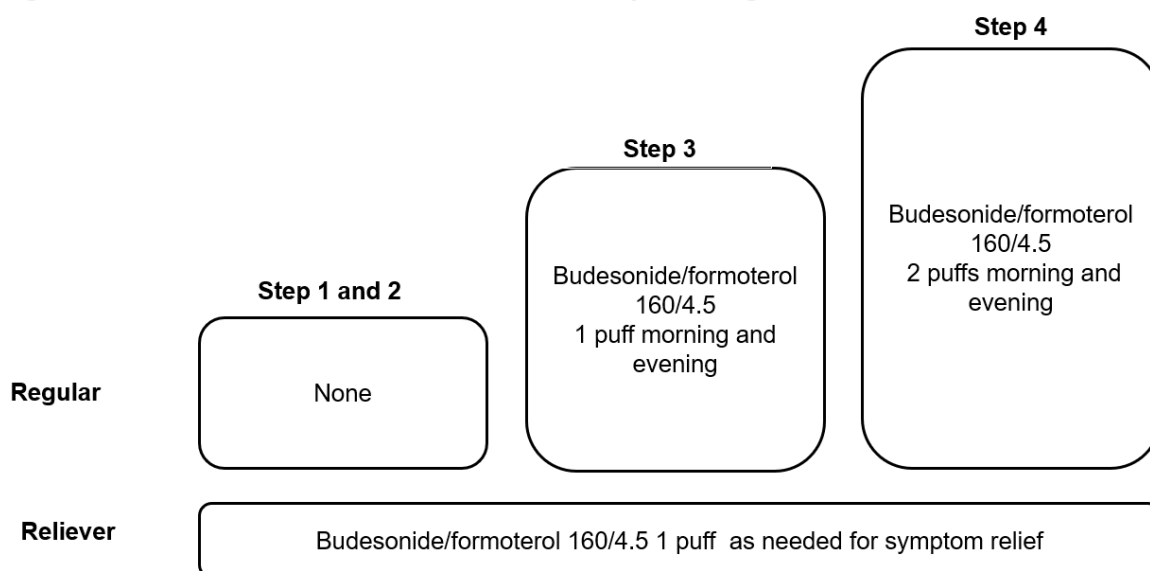 Step 4
Step 3
Step 1 and 2
Budesonide/formoterol
160/4.5
2 puffs morning and
evening
Budesonide/formoterol
160/4.5
1 puff morning and
evening
Regular
None
Reliever
Budesonide/formoterol 160/4.5 1 puff as needed for symptom relief